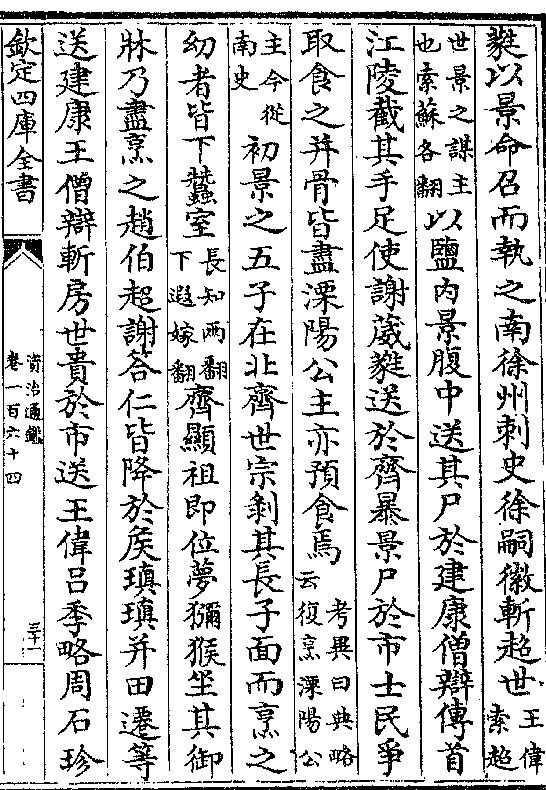 蕤以景命召而執之南徐州刺史徐嗣徽斬超世王偉索超
世景之謀主也索蘇各翻以鹽内景腹中送其尸於建康僧辯傳首
江陵截其手足使謝葳蕤送於齊暴景尸於市士民爭
取食之并骨皆盡溧陽公主亦預食焉考異曰典略云復烹溧陽公
主今從南史初景之五子在北齊世宗剝其長子面而烹之
幼者皆下蠶室長知兩翻下遐嫁翻齊顯祖即位夢獼猴坐其御
牀乃盡烹之趙伯超謝答仁皆降於侯瑱瑱并田遷等
送建康王僧辯斬房世貴於市送王偉吕季略周石珍
欽定四庫全書
資治通鑑
卷一百六十四
三十一